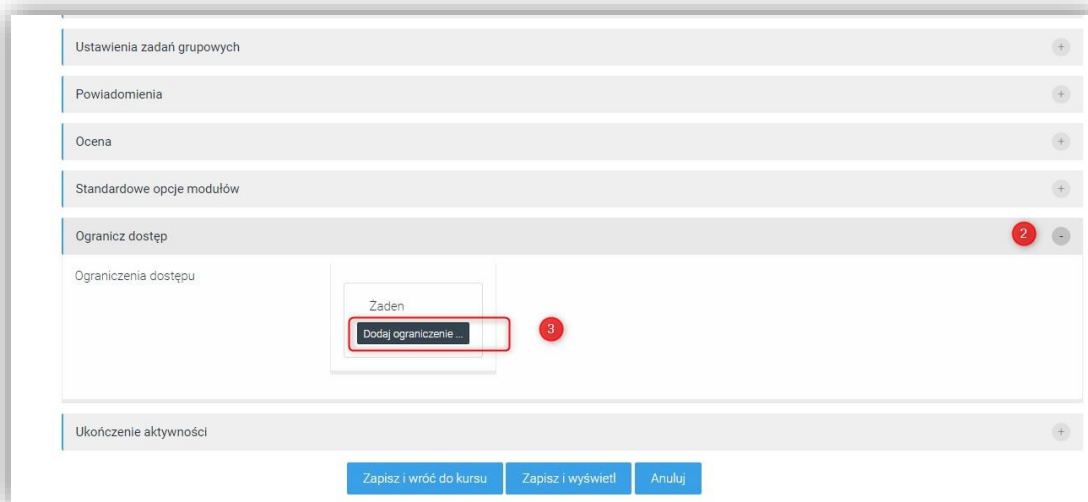 Ustawienia zadań grupowych
+
Powiadomienia
+
Ocena
+
Standardowe opcje modułów
+
Ogranicz dostęp
2
-
Ograniczenia dostępu
Żaden
Dodaj ograniczenie ...
3
Ukończenie aktywności
+
Zapisz i wróć do kursu Zapisz i wyświetl Anuluj